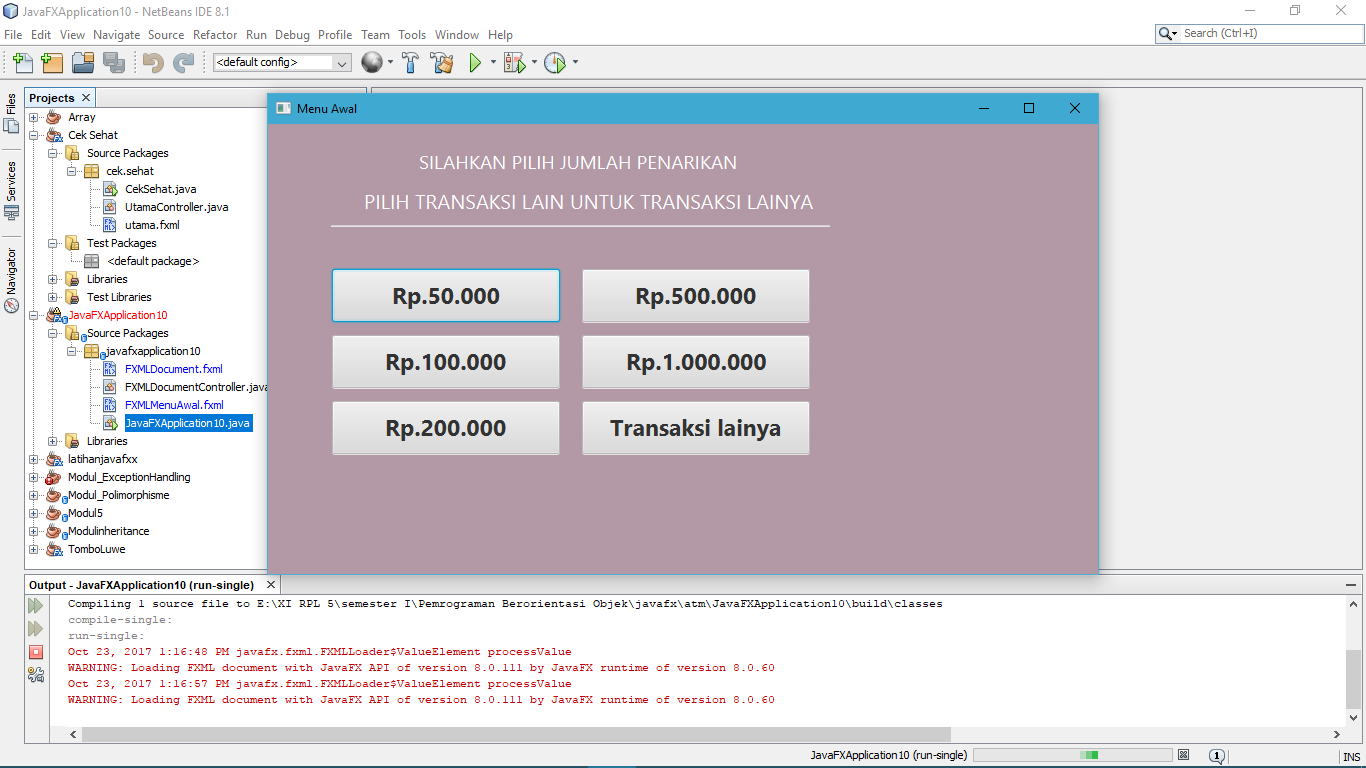 JavaFXApplication10 - NetBeans IDE 8.1
File Edit View Navigate Source Refactor Run Debug Profile Team Tools Window Help
Search (Ctrl+I)
<default config>
Files
Services
Navigator
Projects
Array
Cek Sehat
Source Packages
cek.sehat
CekSehat.java
UtamaController.java
utama.fxml
Test Packages
<default package>
Libraries
Test Libraries
JavaFXApplication10
Source Packages
javafxapplication10
FXMLDocument.fxml
FXMLDocumentController.java
FXMLMenuAwal.fxml
JavaFXApplication10.java
Libraries
latihanjavafxx
Modul_ExceptionHandling
Modul_Polimorphisme
Modul5
Modulinheritance
TomboLuwe
Menu Awal
SILAHKAN PILIH JUMLAH PENARIKAN
PILIH TRANSAKSI LAIN UNTUK TRANSAKSI LAINYA
Rp.50.000 Rp.500.000
Rp.100.000 Rp.1.000.000
Rp.200.000 Transaksi lainya
Output - JavaFXApplication10 (run-single)
Compiling 1 source file to E:\XI RPL 5\semester I\Pemrograman Berorientasi Objek\javafx\atm\JavaFXApplication10\build\classes
compile-single:
run-single:
Oct 23, 2017 1:16:48 PM javafx.fxml.FXMLLoader$ValueElement processValue
WARNING: Loading FXML document with JavaFX API of version 8.0.111 by JavaFX runtime of version 8.0.60
Oct 23, 2017 1:16:57 PM javafx.fxml.FXMLLoader$ValueElement processValue
WARNING: Loading FXML document with JavaFX API of version 8.0.111 by JavaFX runtime of version 8.0.60
JavaFXApplication10 (run-single)
1
INS